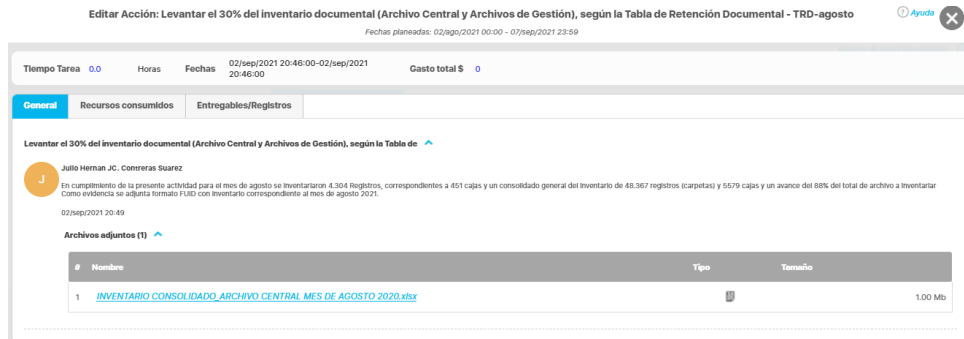 Editar Acción: Levantar el 30% del inventario documental (Archivo Central y Archivos de Gestión), según la Tabla de Retención Documental - TRD-agosto
? Ayuda
Fechas planeadas: 02/ago/2021 00:00 - 07/sep/2021 23:59
Tiempo Tarea 0.0 Horas Fechas 02/sep/2021 20:46:00-02/sep/2021 20:46:00 Gasto total $ 0
General Recursos consumidos Entregables/Registros
Levantar el 30% del inventario documental (Archivo Central y Archivos de Gestión), según la Tabla de
J
Julio Hernan JC. Contreras Suarez
En cumplimiento de la presente actividad para el mes de agosto se inventariaron 4.304 Registros, correspondientes a 451 cajas y un consolidado general del inventario de 48.367 registros (carpetas) y 5579 cajas y un avance del 88% del total de archivo a inventariar
Como evidencia se adjunta formato FUID con inventario correspondiente al mes de agosto 2021.
02/sep/2021 20:49
Archivos adjuntos (1)
# Nombre Tipo Tamaño
1 INVENTARIO CONSOLIDADO_ARCHIVO CENTRAL MES DE AGOSTO 2020.xlsx 1.00 Mb